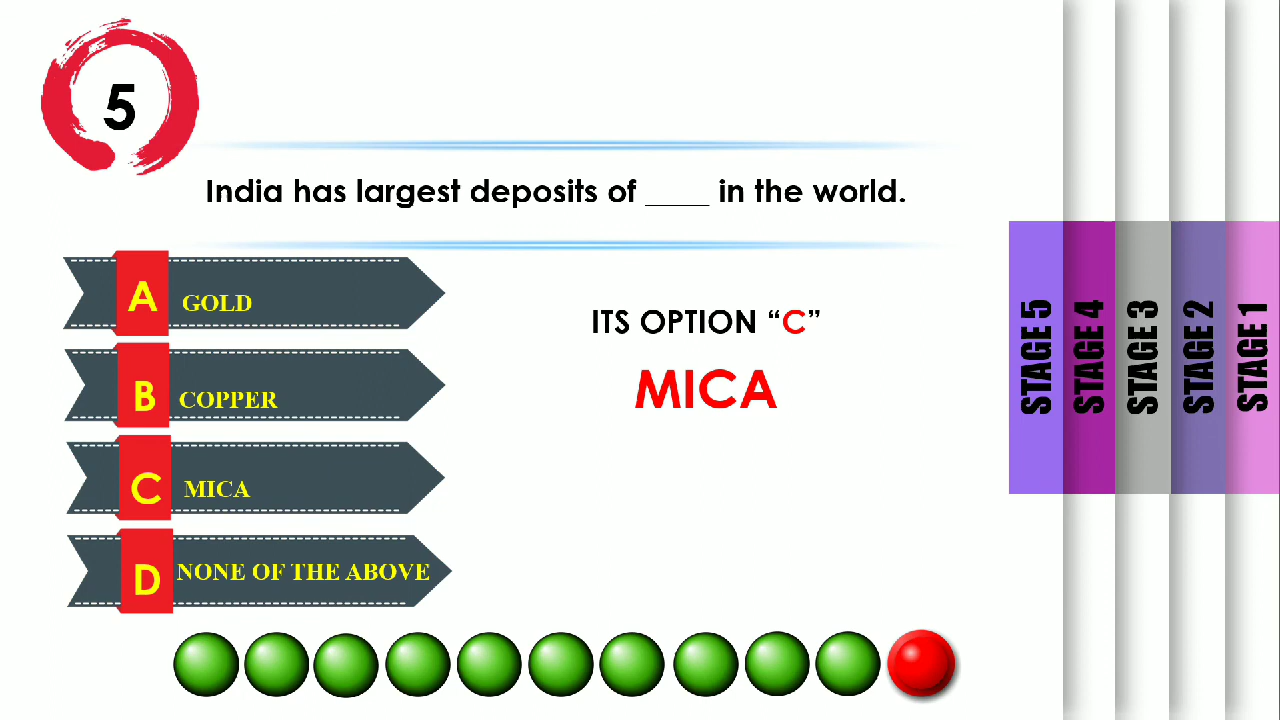 5
India has largest deposits of ____ in the world.
A GOLD
B COPPER
C MICA
D NONE OF THE ABOVE
ITS OPTION “C”
MICA
STAGE 5
STAGE 4
STAGE 3
STAGE 2
STAGE 1